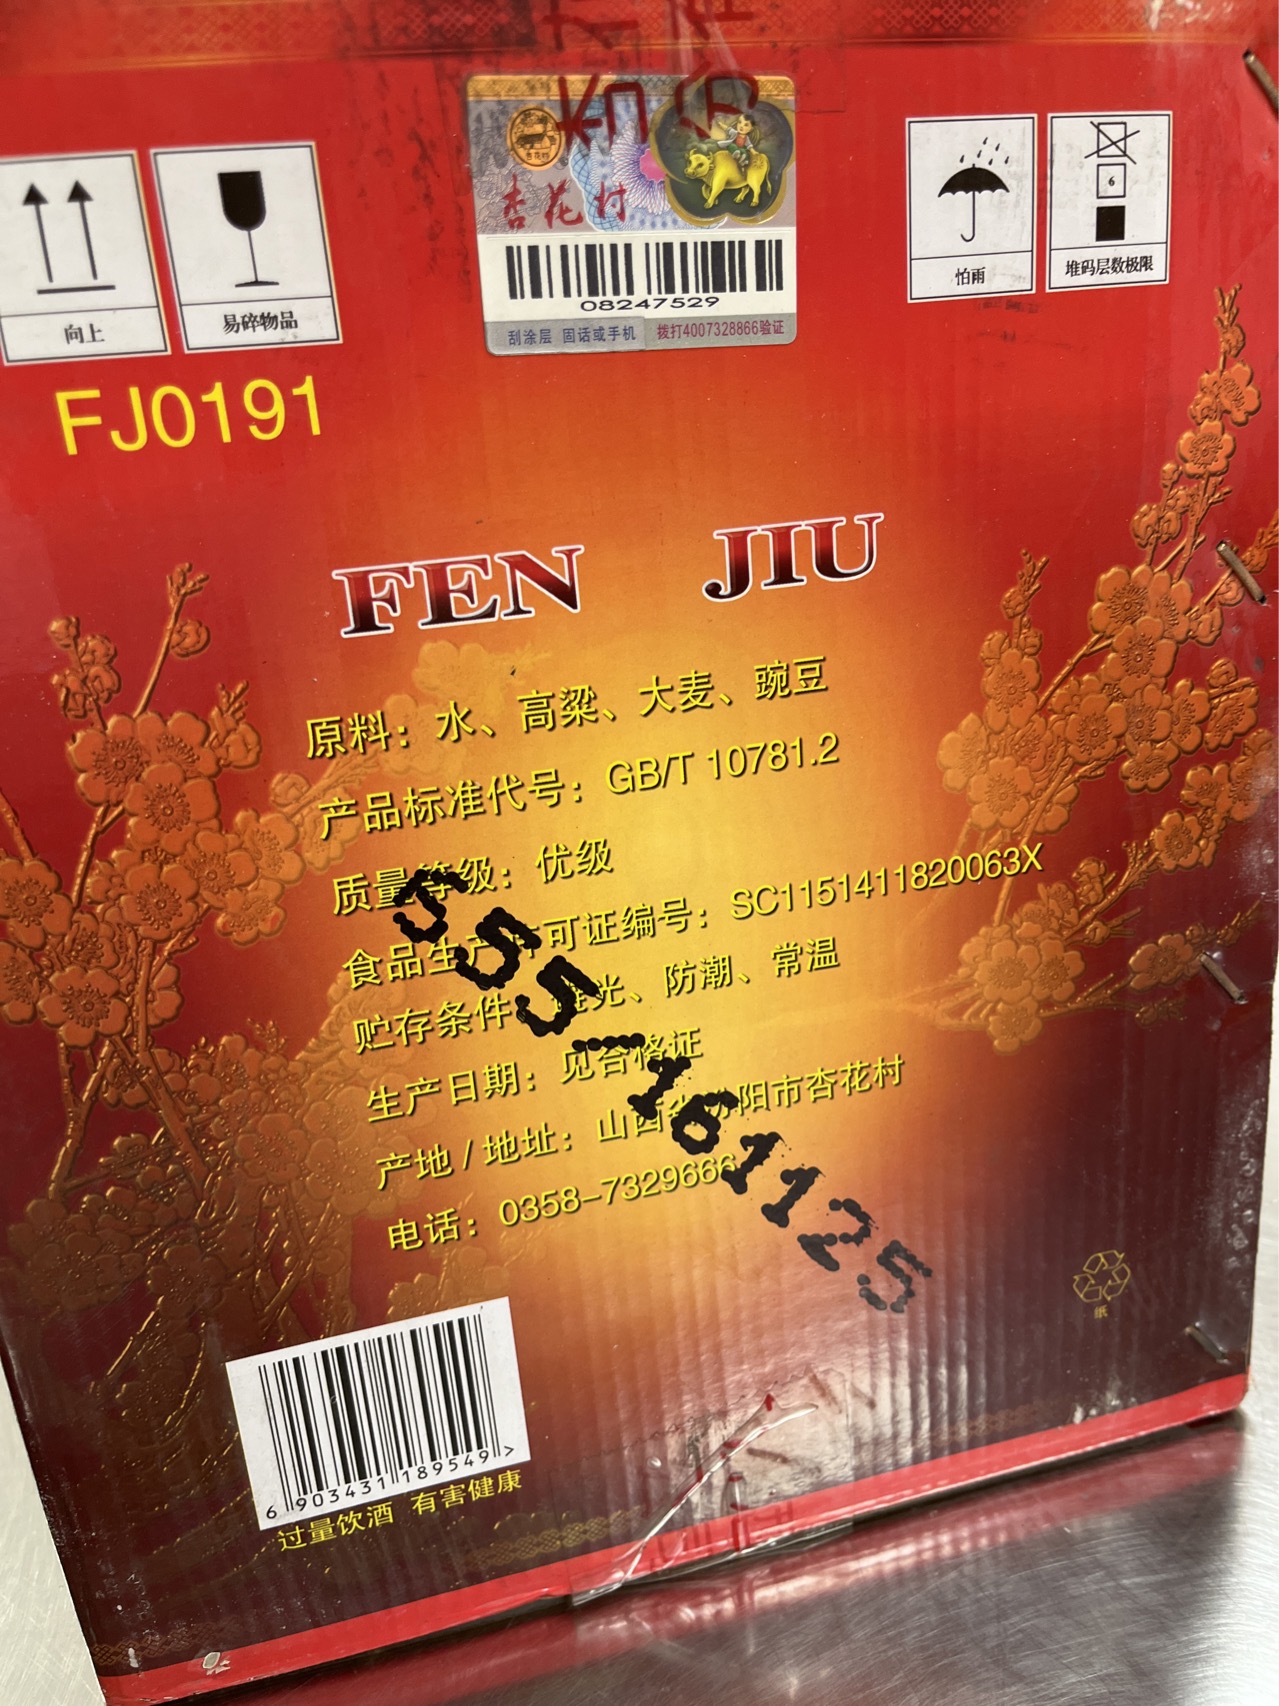 杏花村
08247529
刮涂层 固话或手机 拨打4007328866验证
向上
易碎物品
怕雨
6
堆码层数极限
FJ0191
FEN JIU
原料：水、高粱、大麦、豌豆
产品标准代号：GB/T 10781.2
质量等级：优级
食品生产许可证编号：SC1151411820063X
贮存条件：避光、防潮、常温
生产日期：见合格证
产地/地址：山西省汾阳市杏花村
电话：0358-7329666
161125
6 903431 189549 >
过量饮酒 有害健康
纸